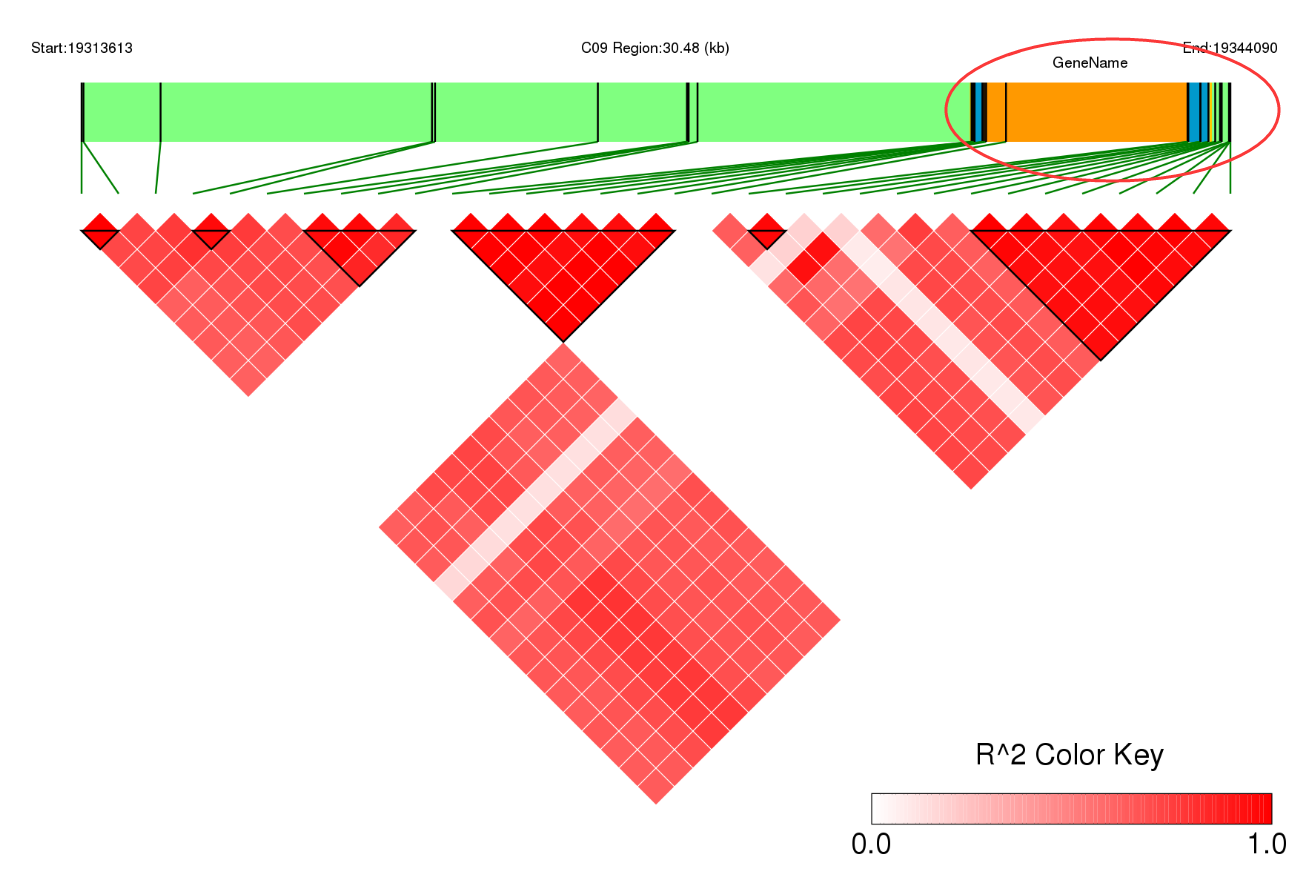 Start:19313613
C09 Region:30.48 (kb)
End:19344090
GeneName
R^2 Color Key
0.0
1.0